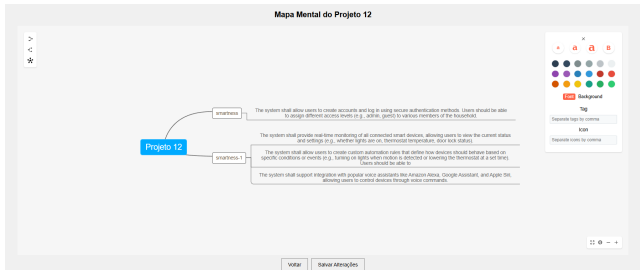 Mapa Mental do Projeto 12
smartness
The system shall allow users to create accounts and log in using secure authentication methods. Users should be able
to assign different access levels (e.g., admin, guest) to various members of the household.
Projeto 12
smartness-1
The system shall provide real-time monitoring of all connected smart devices, allowing users to view the current status
and settings (e.g., whether lights are on, thermostat temperature, door lock status).
The system shall allow users to create custom automation rules that define how devices should behave based on
specific conditions or events (e.g., turning on lights when motion is detected or lowering the thermostat at a set time).
Users should be able to
The system shall support integration with popular voice assistants like Amazon Alexa, Google Assistant, and Apple Siri,
allowing users to control devices through voice commands.
a a a B
Font Background
Tag
Separate tags by comma
Icon
Separate icons by comma
Voltar Salvar Alterações